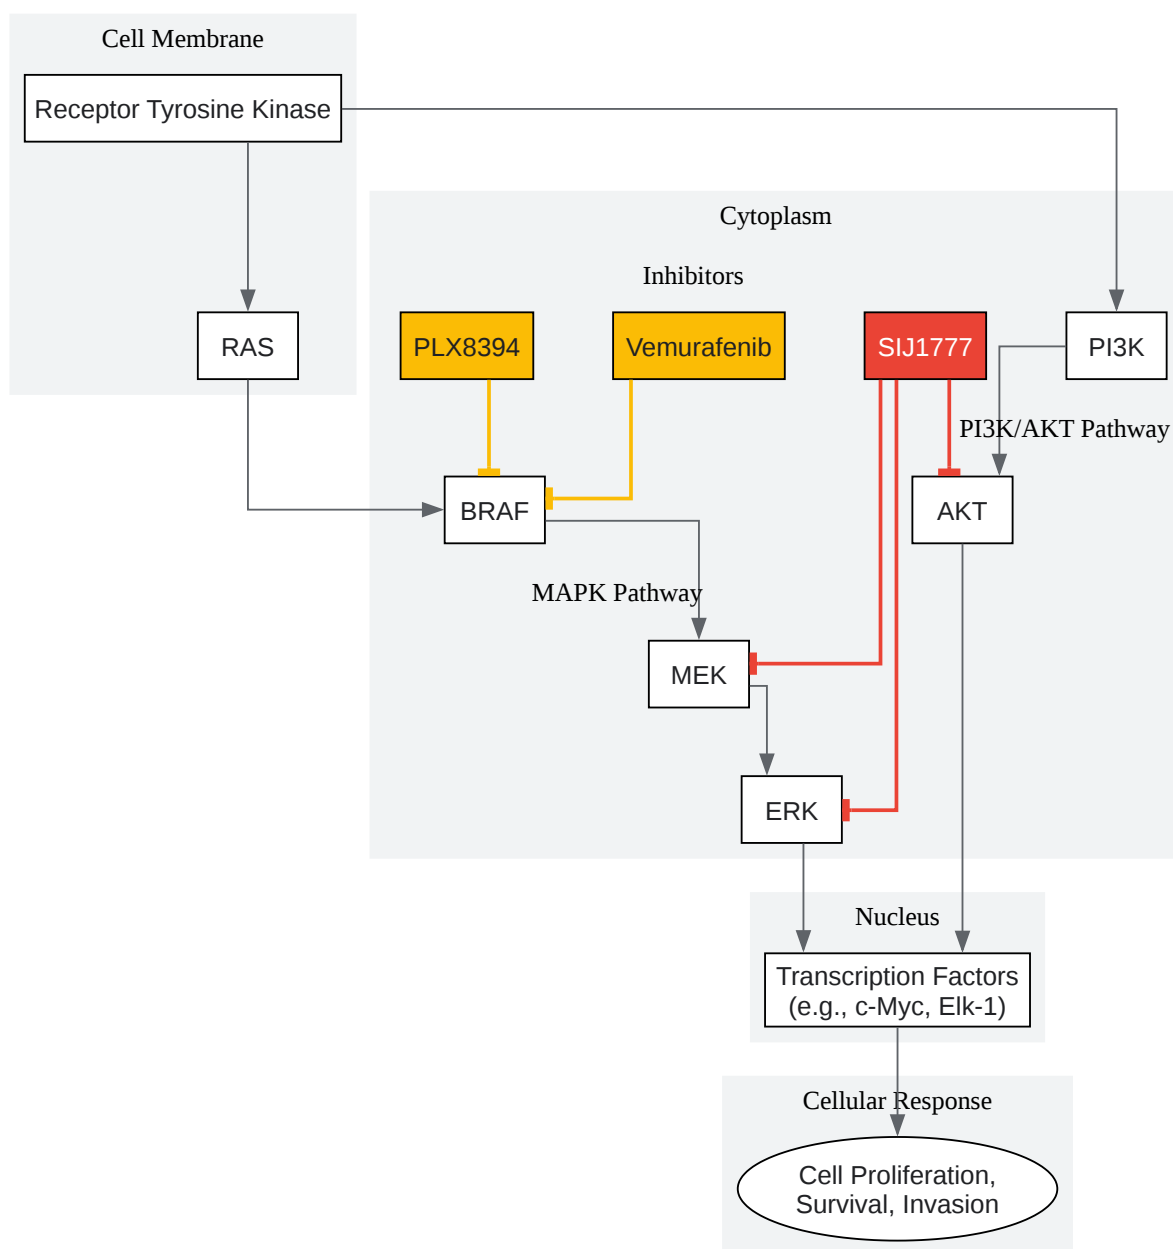 Cell Membrane
Receptor Tyrosine Kinase
Cytoplasm
Inhibitors
RAS
PLX8394
Vemurafenib
SIJ1777
PI3K
PI3K/AKT Pathway
BRAF
AKT
MAPK Pathway
MEK
ERK
Nucleus
Transcription Factors
(e.g., c-Myc, Elk-1)
Cellular Response
Cell Proliferation,
Survival, Invasion